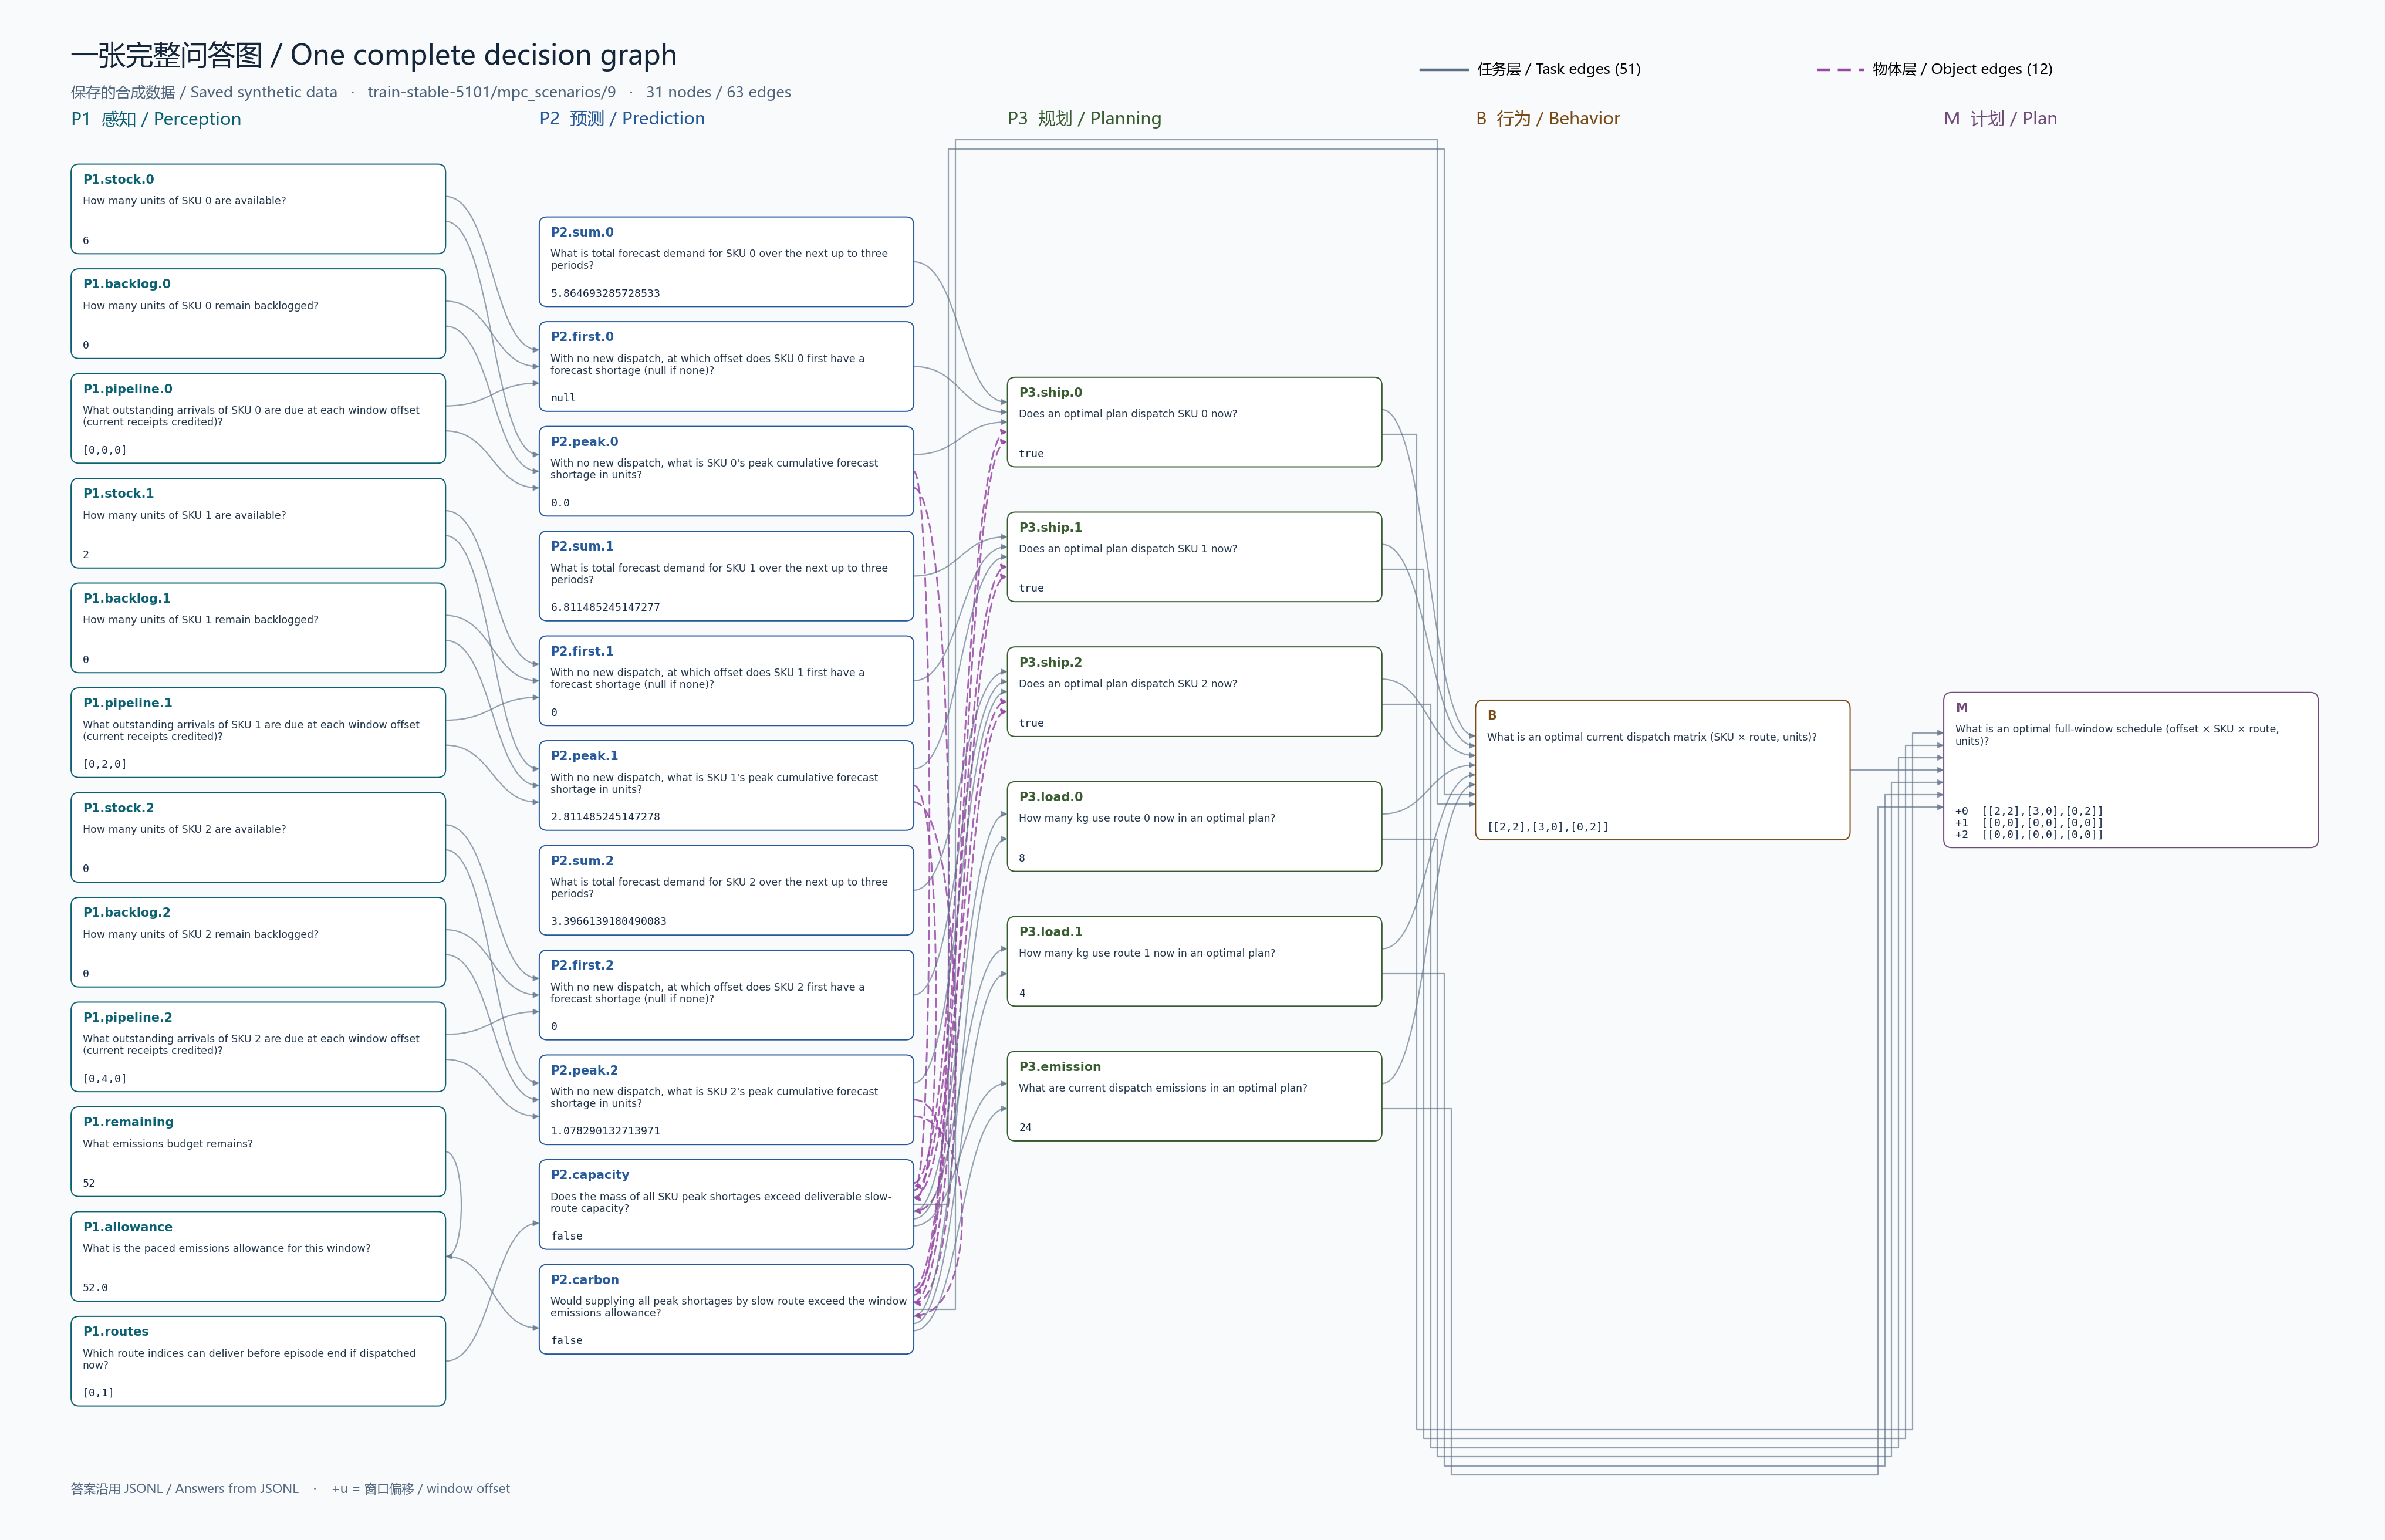 一张完整问答图 / One complete decision graph
保存的合成数据 / Saved synthetic data · train-stable-5101/mpc_scenarios/9 · 31 nodes / 63 edges
任务层 / Task edges (51)
物体层 / Object edges (12)
P1 感知 / Perception
P2 预测 / Prediction
P3 规划 / Planning
B 行为 / Behavior
M 计划 / Plan
P1.stock.0
How many units of SKU 0 are available?
6
P1.backlog.0
How many units of SKU 0 remain backlogged?
0
P1.pipeline.0
What outstanding arrivals of SKU 0 are due at each window offset
(current receipts credited)?
[0,0,0]
P1.stock.1
How many units of SKU 1 are available?
2
P1.backlog.1
How many units of SKU 1 remain backlogged?
0
P1.pipeline.1
What outstanding arrivals of SKU 1 are due at each window offset
(current receipts credited)?
[0,2,0]
P1.stock.2
How many units of SKU 2 are available?
0
P1.backlog.2
How many units of SKU 2 remain backlogged?
0
P1.pipeline.2
What outstanding arrivals of SKU 2 are due at each window offset
(current receipts credited)?
[0,4,0]
P1.remaining
What emissions budget remains?
52
P1.allowance
What is the paced emissions allowance for this window?
52.0
P1.routes
Which route indices can deliver before episode end if dispatched
now?
[0,1]
P2.sum.0
What is total forecast demand for SKU 0 over the next up to three
periods?
5.864693285728533
P2.first.0
With no new dispatch, at which offset does SKU 0 first have a
forecast shortage (null if none)?
null
P2.peak.0
With no new dispatch, what is SKU 0's peak cumulative forecast
shortage in units?
0.0
P2.sum.1
What is total forecast demand for SKU 1 over the next up to three
periods?
6.811485245147277
P2.first.1
With no new dispatch, at which offset does SKU 1 first have a
forecast shortage (null if none)?
0
P2.peak.1
With no new dispatch, what is SKU 1's peak cumulative forecast
shortage in units?
2.811485245147278
P2.sum.2
What is total forecast demand for SKU 2 over the next up to three
periods?
3.3966139180490083
P2.first.2
With no new dispatch, at which offset does SKU 2 first have a
forecast shortage (null if none)?
0
P2.peak.2
With no new dispatch, what is SKU 2's peak cumulative forecast
shortage in units?
1.078290132713971
P2.capacity
Does the mass of all SKU peak shortages exceed deliverable slow-
route capacity?
false
P2.carbon
Would supplying all peak shortages by slow route exceed the window
emissions allowance?
false
P3.ship.0
Does an optimal plan dispatch SKU 0 now?
true
P3.ship.1
Does an optimal plan dispatch SKU 1 now?
true
P3.ship.2
Does an optimal plan dispatch SKU 2 now?
true
P3.load.0
How many kg use route 0 now in an optimal plan?
8
P3.load.1
How many kg use route 1 now in an optimal plan?
4
P3.emission
What are current dispatch emissions in an optimal plan?
24
B
What is an optimal current dispatch matrix (SKU × route, units)?
[[2,2],[3,0],[0,2]]
M
What is an optimal full-window schedule (offset × SKU × route,
units)?
+0 [[2,2],[3,0],[0,2]]
+1 [[0,0],[0,0],[0,0]]
+2 [[0,0],[0,0],[0,0]]
答案沿用 JSONL / Answers from JSONL · +u = 窗口偏移 / window offset